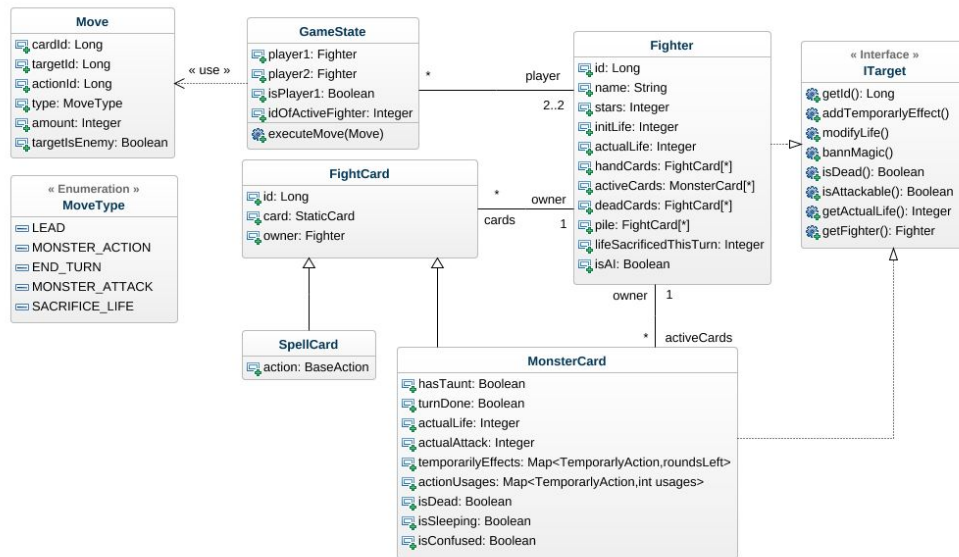 Move
cardId: Long
targetId: Long
actionId: Long
type: MoveType
amount: Integer
targetIsEnemy: Boolean
« use »
GameState
player1: Fighter
player2: Fighter
isPlayer1: Boolean
idOfActiveFighter: Integer
executeMove(Move)
*
player
2..2
Fighter
id: Long
name: String
stars: Integer
initLife: Integer
actualLife: Integer
handCards: FightCard[*]
activeCards: MonsterCard[*]
deadCards: FightCard[*]
pile: FightCard[*]
lifeSacrificedThisTurn: Integer
isAI: Boolean
« Interface »
ITarget
getId(): Long
addTemporarlyEffect()
modifyLife()
bannMagic()
isDead(): Boolean
isAttackable(): Boolean
getActualLife(): Integer
getFighter(): Fighter
« Enumeration »
MoveType
LEAD
MONSTER_ACTION
END_TURN
MONSTER_ATTACK
SACRIFICE_LIFE
FightCard
id: Long
card: StaticCard
owner: Fighter
*
cards
owner
1
owner
1
*
activeCards
SpellCard
action: BaseAction
MonsterCard
hasTaunt: Boolean
turnDone: Boolean
actualLife: Integer
actualAttack: Integer
temporarilyEffects: Map<TemporarlyAction,roundsLeft>
actionUsages: Map<TemporarlyAction,int usages>
isDead: Boolean
isSleeping: Boolean
isConfused: Boolean